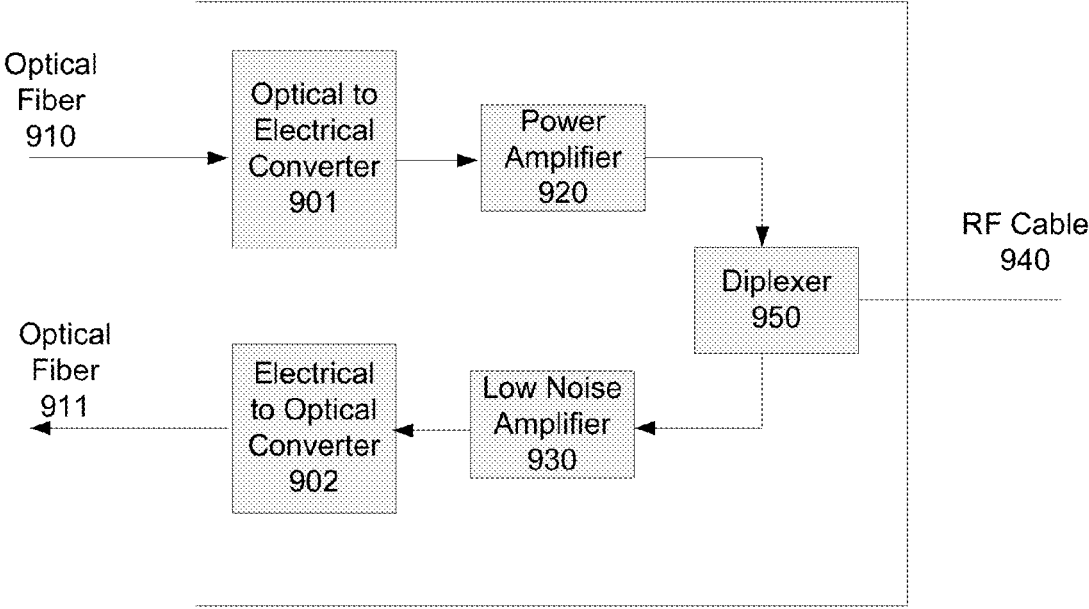 Optical
Fiber
910
Optical to
Electrical
Converter
901
Power
Amplifier
920
RF Cable
940
Diplexer
950
Optical
Fiber
911
Electrical
to Optical
Converter
902
Low Noise
Amplifier
930